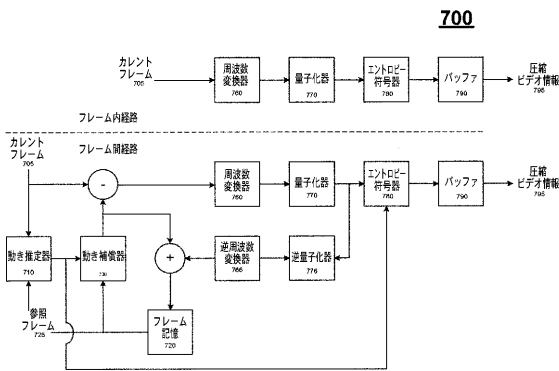 700
カレント
フレーム
705
周波数
変換器
760
量子化器
770
エントロピー
符号器
780
バッファ
790
圧縮
ビデオ情報
795
フレーム内経路
カレント
フレーム
705
フレーム間経路
-
周波数
変換器
760
量子化器
770
エントロピー
符号器
780
バッファ
790
圧縮
ビデオ情報
795
動き推定器
710
動き補償器
730
+
逆周波数
変換器
766
逆量子化器
776
参照
フレーム
725
フレーム
記憶
720